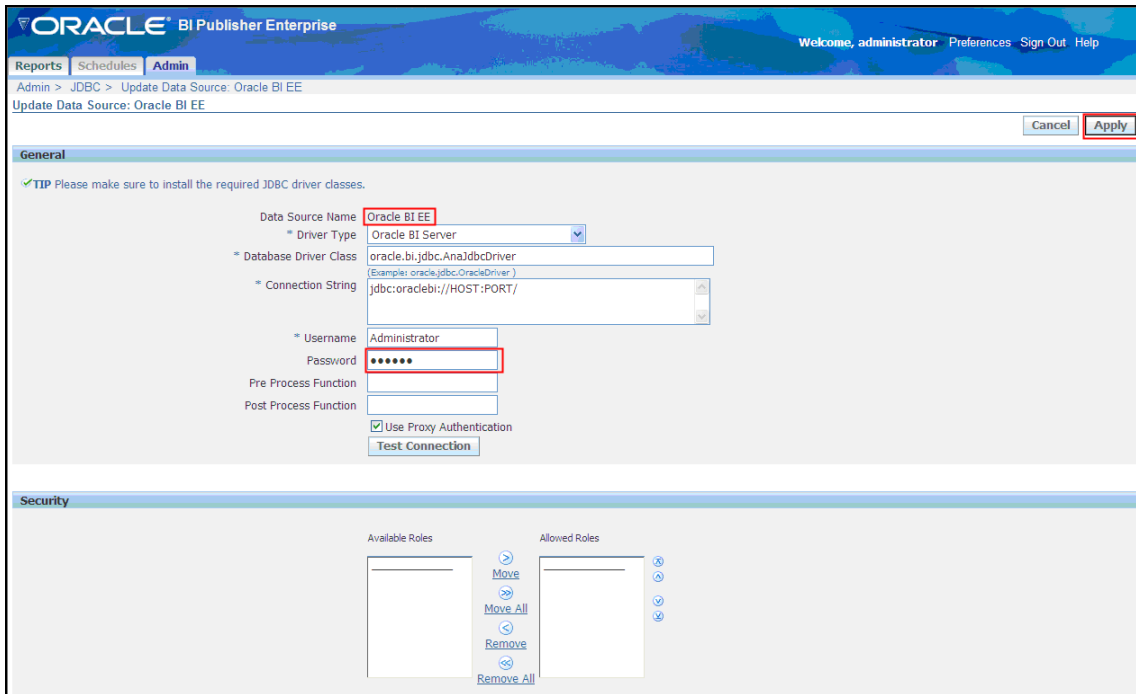 ORACLE® BI Publisher Enterprise
Welcome, administrator Preferences Sign Out Help
Reports Schedules Admin
Admin > JDBC > Update Data Source: Oracle BI EE
Update Data Source: Oracle BI EE
Cancel Apply
General
TIP Please make sure to install the required JDBC driver classes.
Data Source Name Oracle BI EE
* Driver Type Oracle BI Server
* Database Driver Class oracle.bi.jdbc.AnaJdbcDriver
(Example: oracle.jdbc.OracleDriver )
* Connection String jdbc:oraclebi://HOST:PORT/
* Username Administrator
Password ••••••
Pre Process Function
Post Process Function
Use Proxy Authentication
Test Connection
Security
Available Roles Allowed Roles
Move
Move All
Remove
Remove All